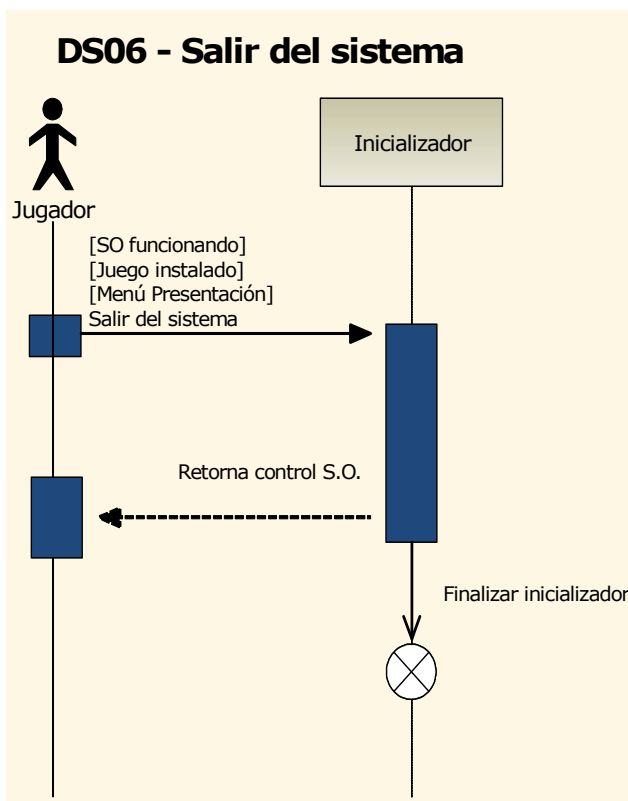 DS06 - Salir del sistema
Inicializador
Jugador
[SO funcionando]
[Juego instalado]
[Menú Presentación]
Salir del sistema
Retorna control S.O.
Finalizar inicializador